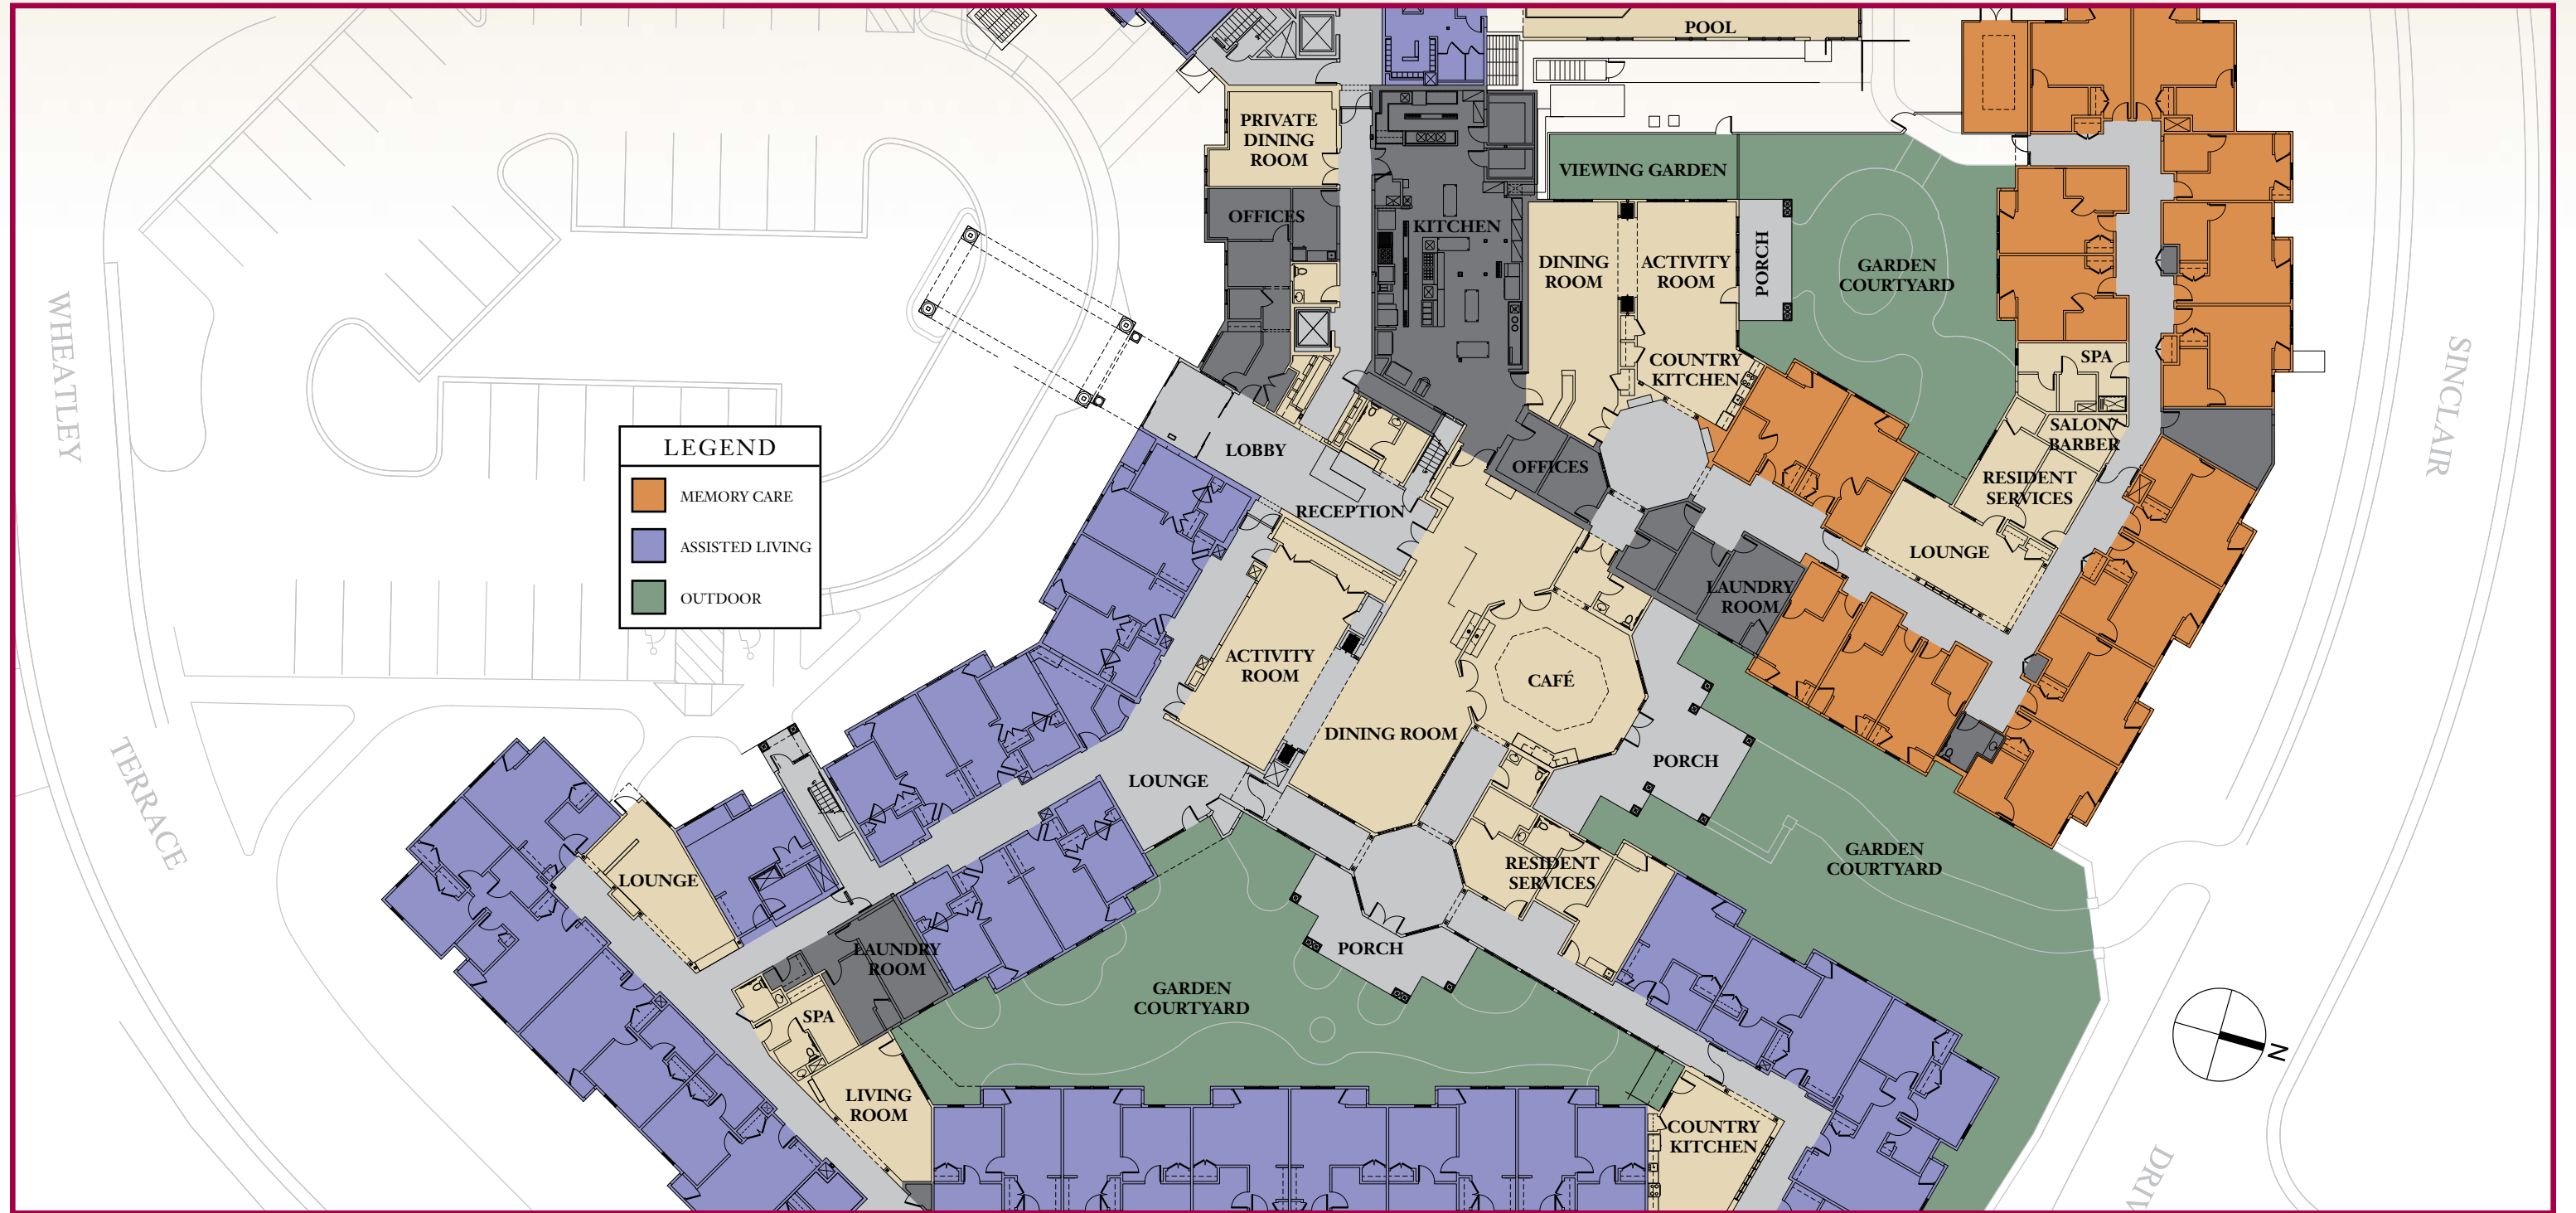 POOL
PRIVATE
DINING
ROOM
VIEWING GARDEN
OFFICES
KITCHEN
DINING
ROOM
ACTIVITY
ROOM
PORCH
GARDEN
COURTYARD
COUNTRY
KITCHEN
SPA
SALON/
BARBER
WHEATLEY
SINCLAIR
LEGEND
MEMORY CARE
ASSISTED LIVING
OUTDOOR
LOBBY
RECEPTION
OFFICES
RESIDENT
SERVICES
LOUNGE
LAUNDRY
ROOM
ACTIVITY
ROOM
CAFÉ
DINING ROOM
PORCH
LOUNGE
TERRACE
GARDEN
COURTYARD
RESIDENT
SERVICES
LOUNGE
LAUNDRY
ROOM
PORCH
GARDEN
COURTYARD
SPA
LIVING
ROOM
COUNTRY
KITCHEN
N
DRIV